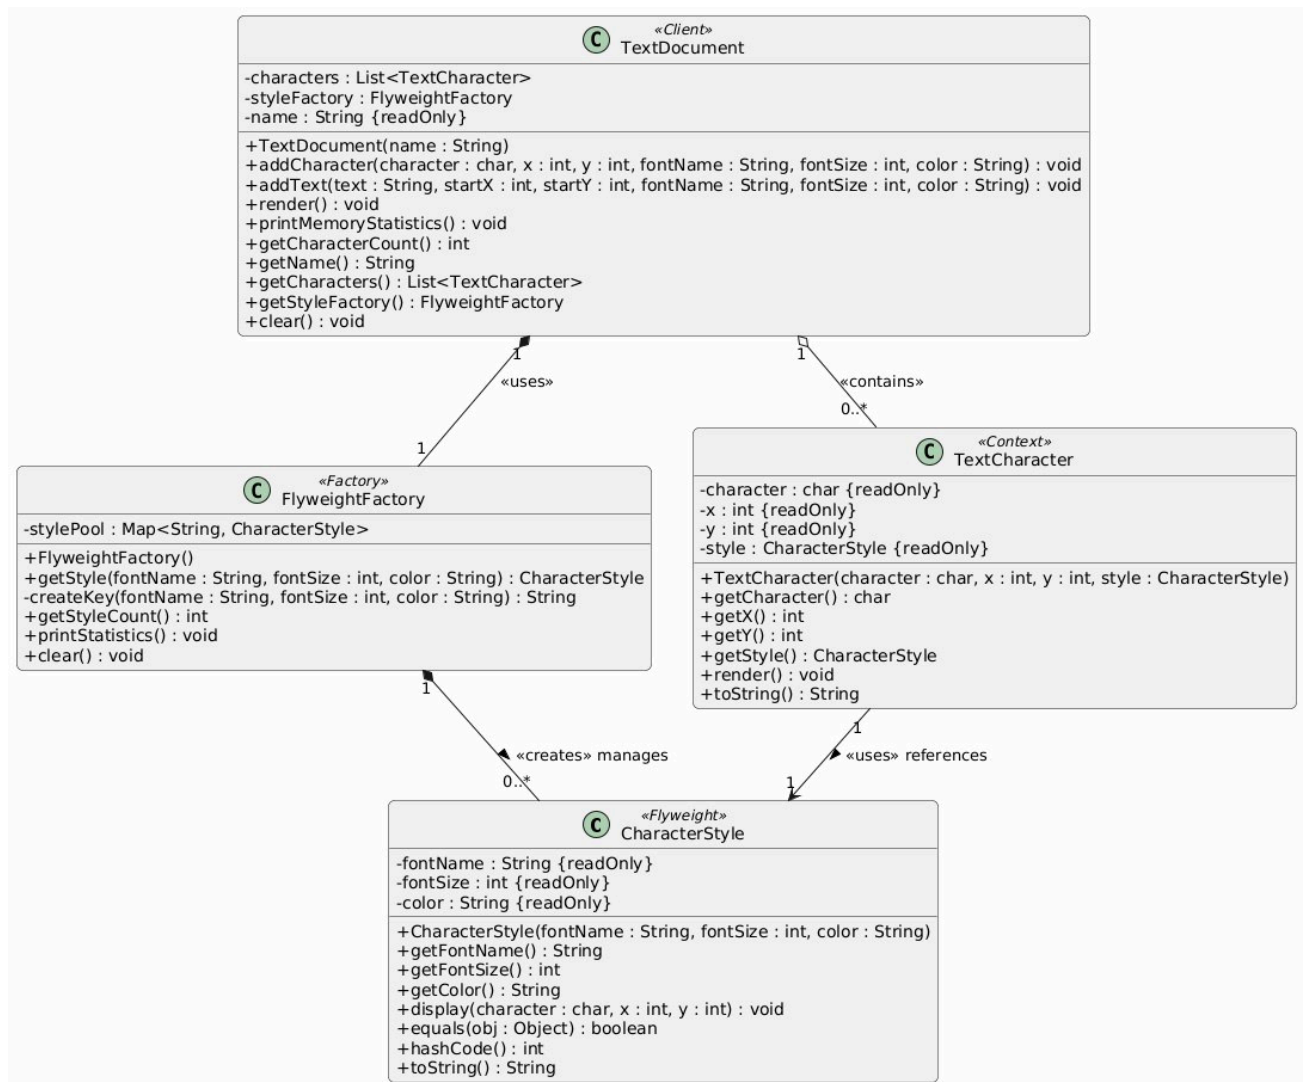 «Client»
C
TextDocument
-characters : List<TextCharacter>
-styleFactory : FlyweightFactory
-name : String {readOnly}
+TextDocument(name : String)
+addCharacter(character : char, x : int, y : int, fontName : String, fontSize : int, color : String) : void
+addText(text : String, startX : int, startY : int, fontName : String, fontSize : int, color : String) : void
+render() : void
+printMemoryStatistics() : void
+getCharacterCount() : int
+getName() : String
+getCharacters() : List<TextCharacter>
+getStyleFactory() : FlyweightFactory
+clear() : void
1
«uses»
1
1
«contains»
0..*
«Factory»
C
FlyweightFactory
-stylePool : Map<String, CharacterStyle>
+FlyweightFactory()
+getStyle(fontName : String, fontSize : int, color : String) : CharacterStyle
-createKey(fontName : String, fontSize : int, color : String) : String
+getStyleCount() : int
+printStatistics() : void
+clear() : void
«Context»
C
TextCharacter
-character : char {readOnly}
-x : int {readOnly}
-y : int {readOnly}
-style : CharacterStyle {readOnly}
+TextCharacter(character : char, x : int, y : int, style : CharacterStyle)
+getCharacter() : char
+getX() : int
+getY() : int
+getStyle() : CharacterStyle
+render() : void
+toString() : String
1
«creates» manages
0..*
1
«uses» references
1
«Flyweight»
C
CharacterStyle
-fontName : String {readOnly}
-fontSize : int {readOnly}
-color : String {readOnly}
+CharacterStyle(fontName : String, fontSize : int, color : String)
+getFontName() : String
+getFontSize() : int
+getColor() : String
+display(character : char, x : int, y : int) : void
+equals(obj : Object) : boolean
+hashCode() : int
+toString() : String